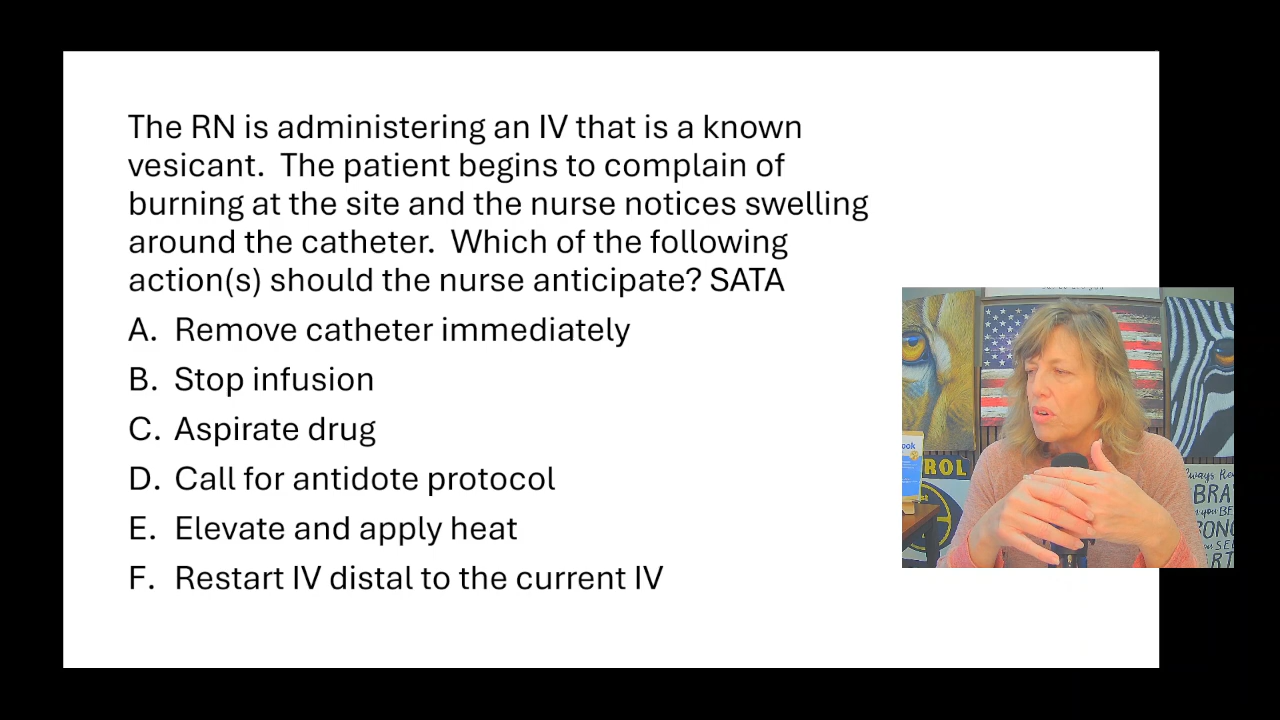 The RN is administering an IV that is a known
vesicant.  The patient begins to complain of
burning at the site and the nurse notices swelling
around the catheter.  Which of the following
action(s) should the nurse anticipate? SATA
A. Remove catheter immediately
B. Stop infusion
C. Aspirate drug
D. Call for antidote protocol
E. Elevate and apply heat
F. Restart IV distal to the current IV
ook
ROL
BRA